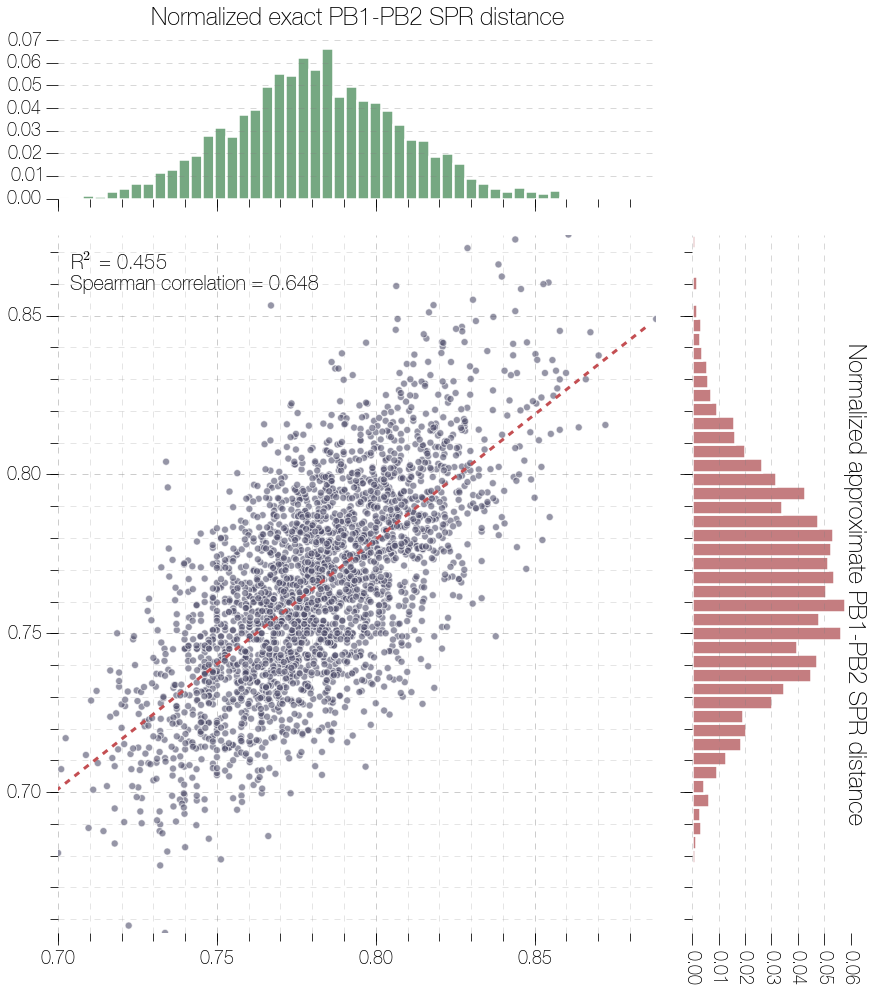 Normalized exact PB1-PB2 SPR distance
0.07
0.06
0.05
0.04
0.03
0.02
0.01
0.00
R² = 0.455
Spearman correlation = 0.648
0.85
0.80
0.75
0.70
0.70 0.75 0.80 0.85
Normalized approximate PB1-PB2 SPR distance
0.00 0.01 0.02 0.03 0.04 0.05 0.06